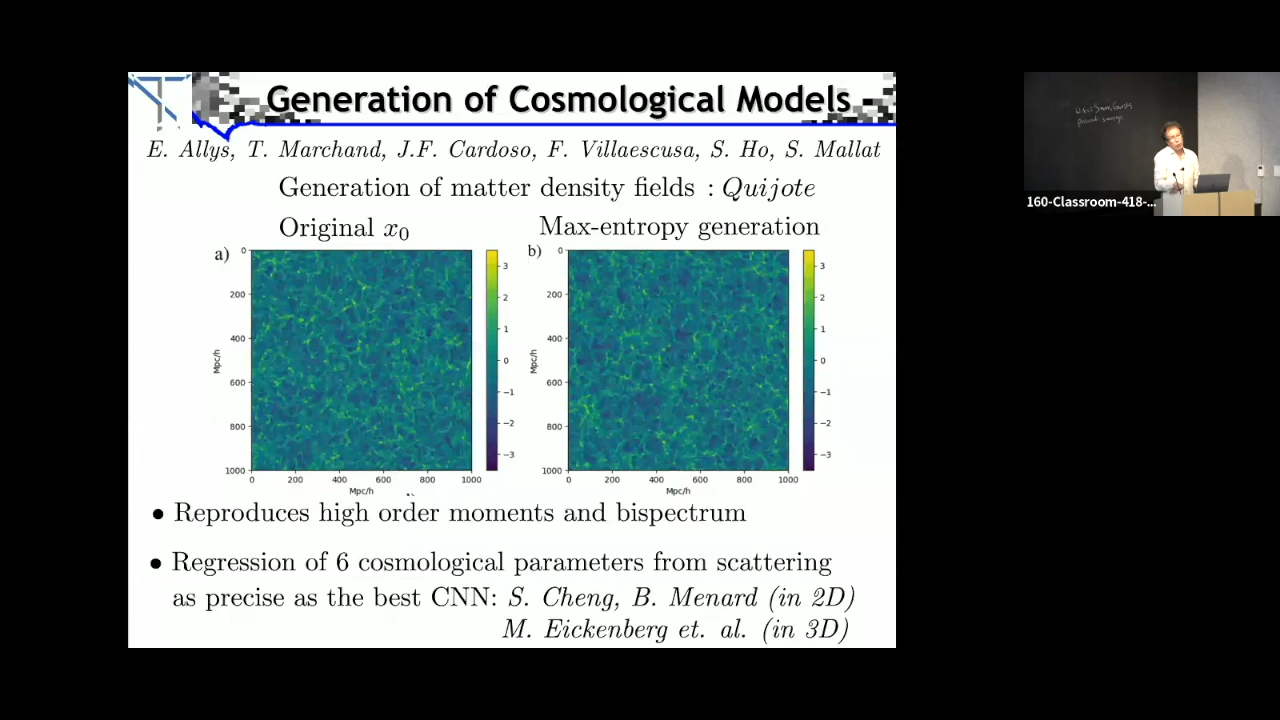 Generation of Cosmological Models
E. Allys, T. Marchand, J.F. Cardoso, F. Villaescusa, S. Ho, S. Mallat
Generation of matter density fields : Quijote
Original x₀
Max-entropy generation
a)
0
200
400
600
800
1000
Mpc/h
0 200 400 600 800 1000
Mpc/h
3
2
1
0
−1
−2
−3
b)
0
200
400
600
800
1000
Mpc/h
0 200 400 600 800 1000
Mpc/h
3
2
1
0
−1
−2
−3
• Reproduces high order moments and bispectrum
• Regression of 6 cosmological parameters from scattering
as precise as the best CNN: S. Cheng, B. Menard (in 2D)
M. Eickenberg et. al. (in 3D)
160-Classroom-418-...